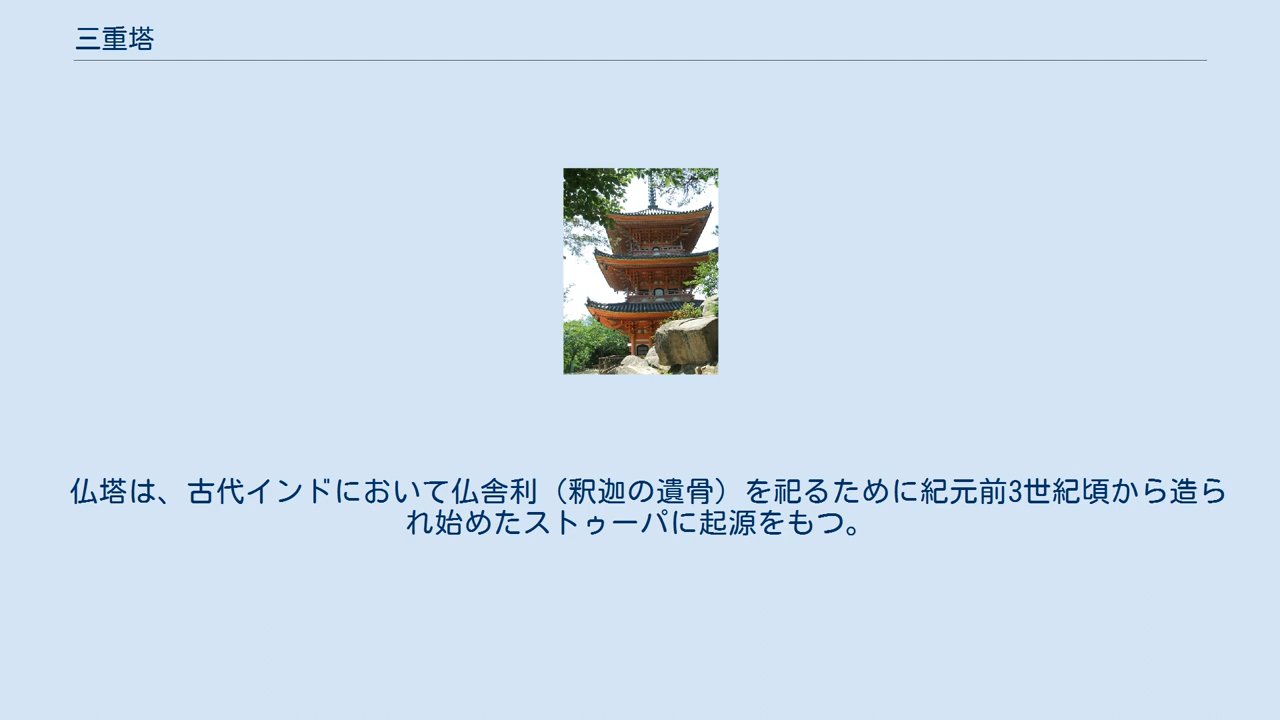 三重塔
仏塔は、古代インドにおいて仏舎利（釈迦の遺骨）を祀るために紀元前3世紀頃から造ら
れ始めたストゥーパに起源をもつ。